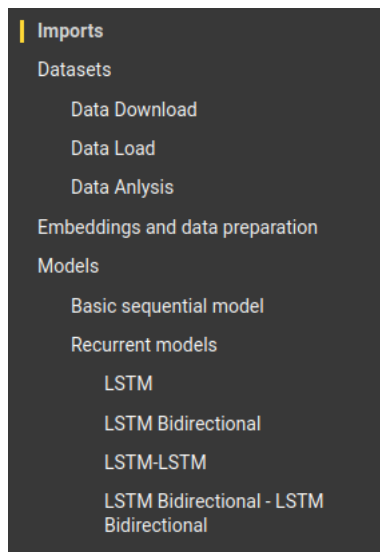 Imports
Datasets
Data Download
Data Load
Data Anlysis
Embeddings and data preparation
Models
Basic sequential model
Recurrent models
LSTM
LSTM Bidirectional
LSTM-LSTM
LSTM Bidirectional - LSTM
Bidirectional